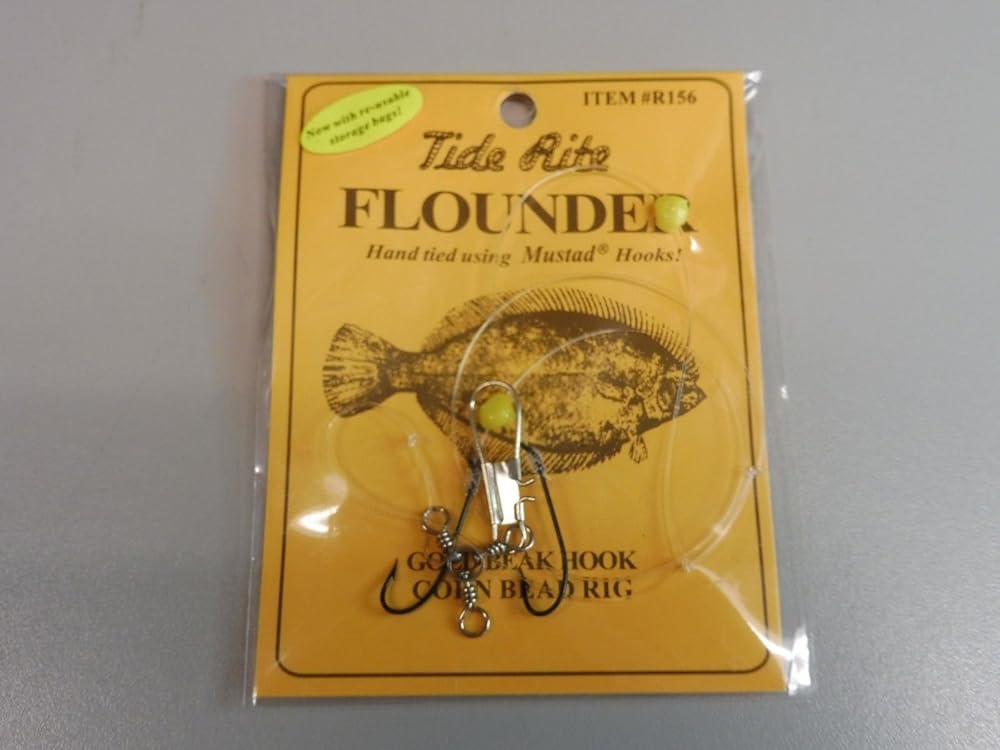 Now with re-usable
storage bags!
ITEM #R156
Tide Rite
FLOUNDER
Hand tied using Mustad® Hooks!
GOLD BEAK HOOK
CORN BEAD RIG